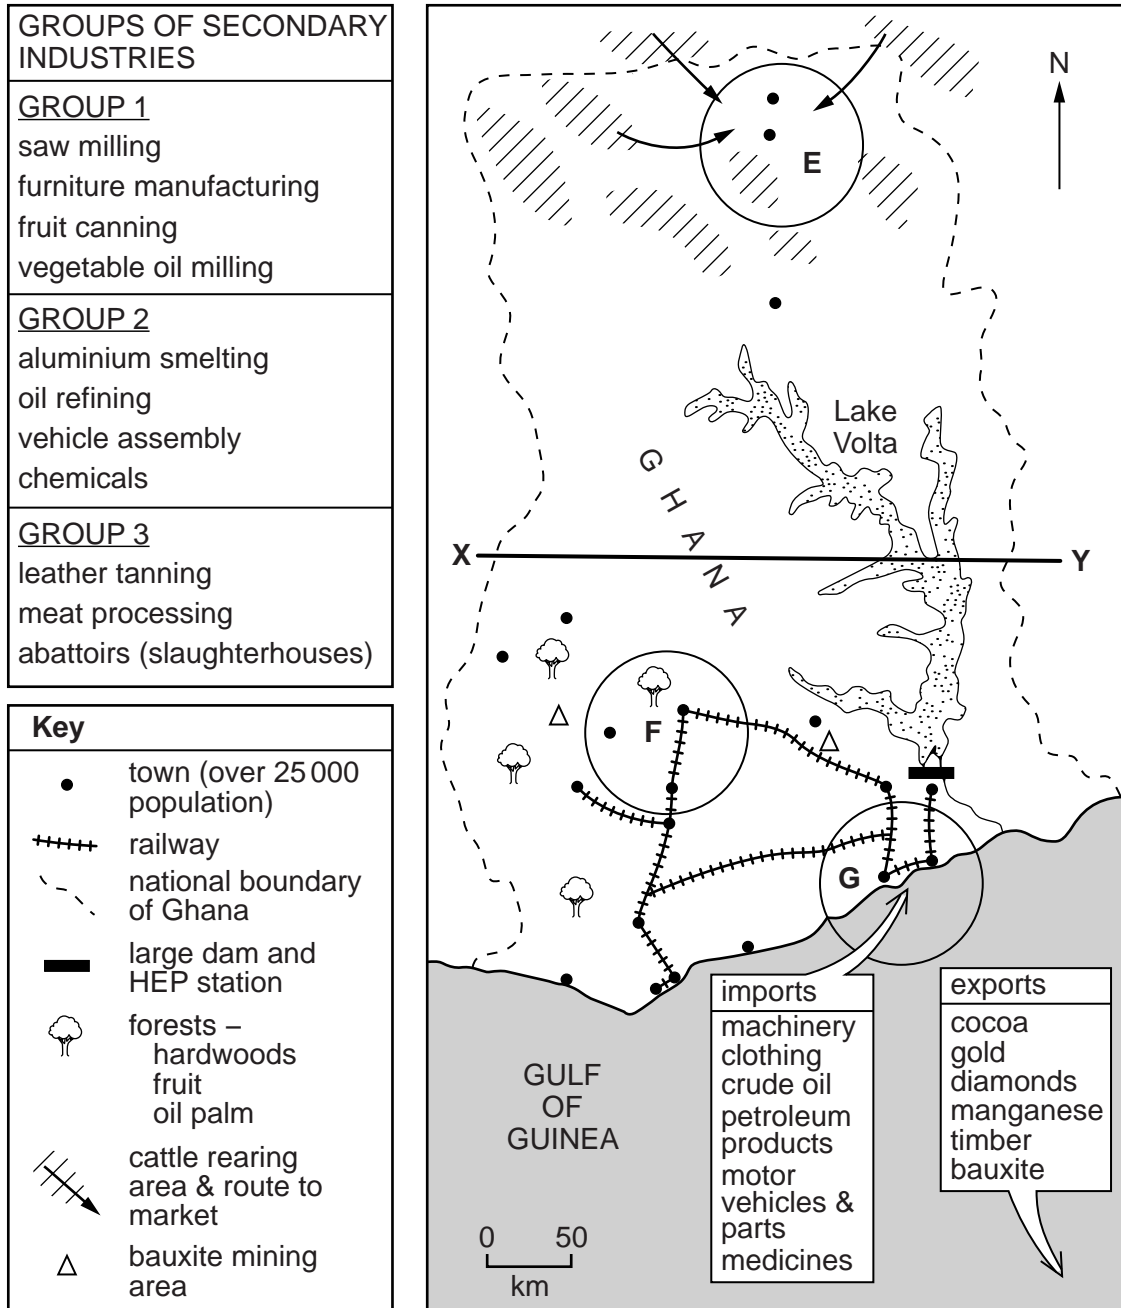 GROUPS OF SECONDARY
INDUSTRIES
GROUP 1
saw milling
furniture manufacturing
fruit canning
vegetable oil milling
GROUP 2
aluminium smelting
oil refining
vehicle assembly
chemicals
GROUP 3
leather tanning
meat processing
abattoirs (slaughterhouses)
Key
town (over 25 000
population)
railway
national boundary
of Ghana
large dam and
HEP station
forests –
hardwoods
fruit
oil palm
cattle rearing
area & route to
market
bauxite mining
area
N
E
Lake
Volta
GHANA
X
Y
F
G
imports
machinery
clothing
crude oil
petroleum
products
motor
vehicles &
parts
medicines
exports
cocoa
gold
diamonds
manganese
timber
bauxite
GULF
OF
GUINEA
0 50
km